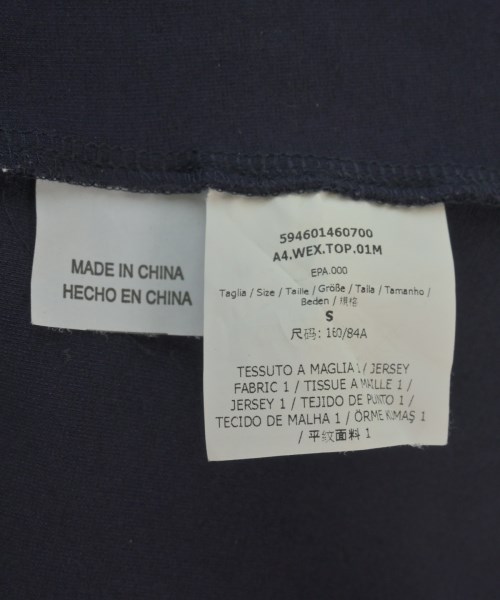 MADE IN CHINA
HECHO EN CHINA
594601460700
A4.WEX.TOP.01M
EPA.000
Taglia / Size / Taille / Größe / Talla / Tamanho /
Beden / 规格
S
尺码: 160/84A
TESSUTO A MAGLIA 1 / JERSEY
FABRIC 1 / TISSUE A MAILLE 1 /
JERSEY 1 / TEJIDO DE PUNTO 1 /
TECIDO DE MALHA 1 / ÖRME KUMAŞ 1
/ 平纹面料 1